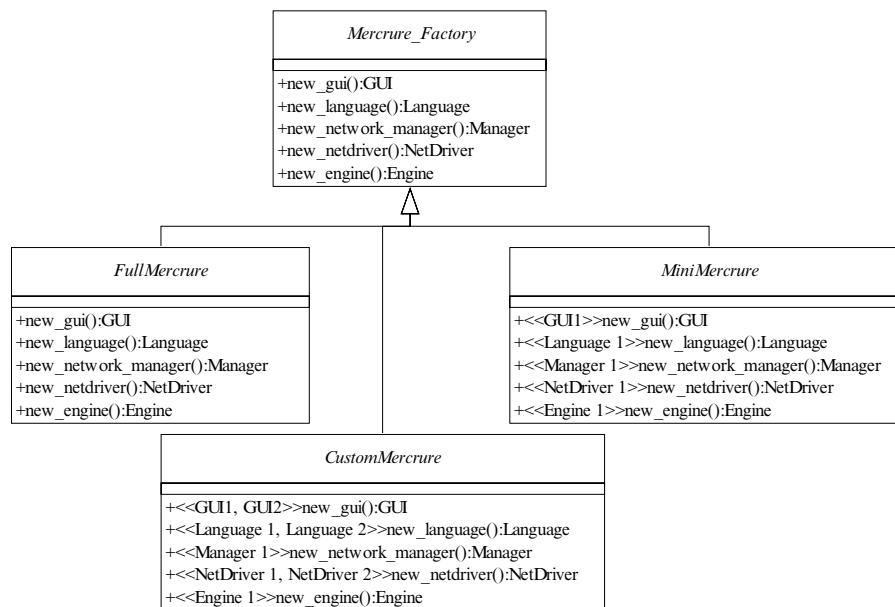 Mercrure_Factory
+new_gui():GUI
+new_language():Language
+new_network_manager():Manager
+new_netdriver():NetDriver
+new_engine():Engine
FullMercrure
+new_gui():GUI
+new_language():Language
+new_network_manager():Manager
+new_netdriver():NetDriver
+new_engine():Engine
MiniMercrure
+<<GUI1>>new_gui():GUI
+<<Language 1>>new_language():Language
+<<Manager 1>>new_network_manager():Manager
+<<NetDriver 1>>new_netdriver():NetDriver
+<<Engine 1>>new_engine():Engine
CustomMercrure
+<<GUI1, GUI2>>new_gui():GUI
+<<Language 1, Language 2>>new_language():Language
+<<Manager 1>>new_network_manager():Manager
+<<NetDriver 1, NetDriver 2>>new_netdriver():NetDriver
+<<Engine 1>>new_engine():Engine